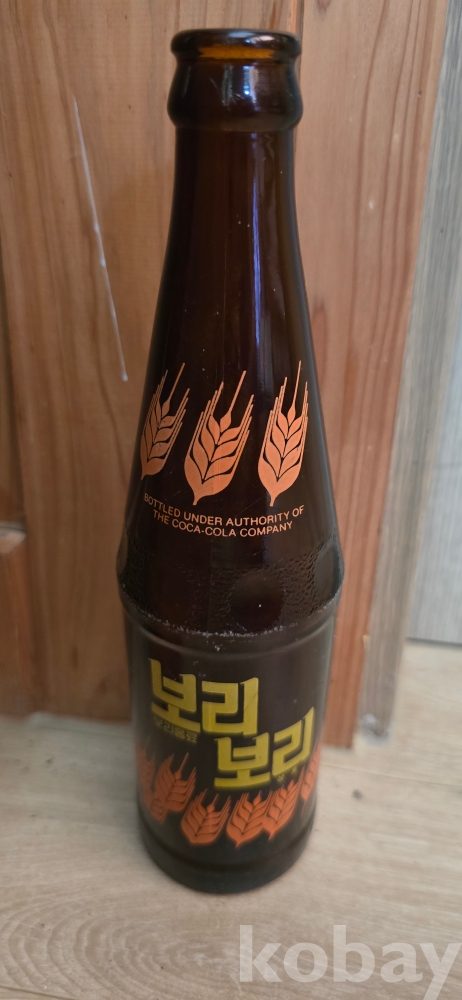 BOTTLED UNDER AUTHORITY OF
THE COCA-COLA COMPANY
보리
보리
kobay